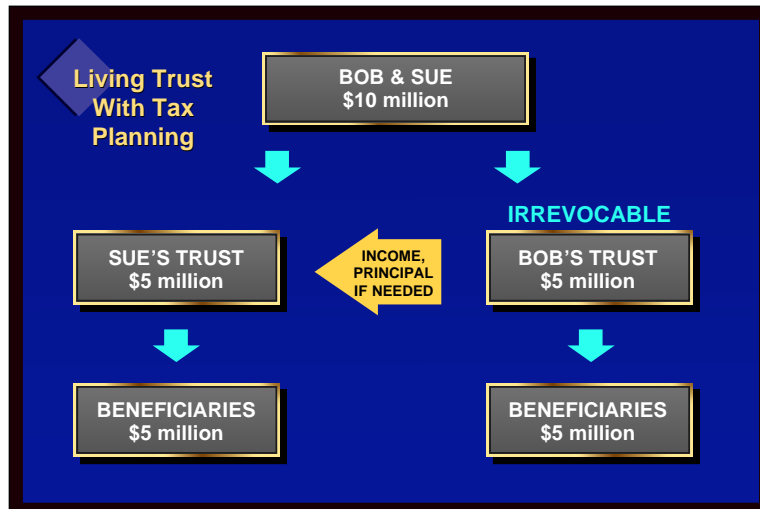 Living Trust
With Tax
Planning
BOB & SUE
$10 million
IRREVOCABLE
SUE'S TRUST
$5 million
INCOME,
PRINCIPAL
IF NEEDED
BOB'S TRUST
$5 million
BENEFICIARIES
$5 million
BENEFICIARIES
$5 million